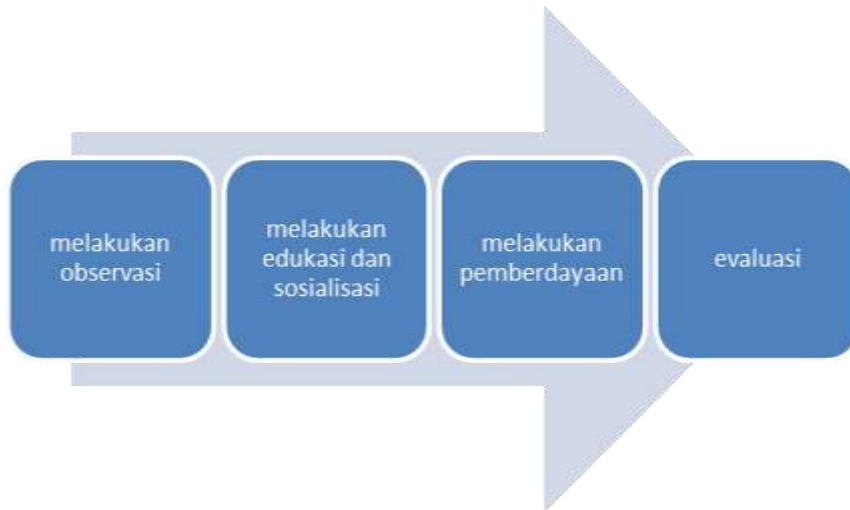 melakukan
observasi
melakukan
edukasi dan
sosialisasi
melakukan
pemberdayaan
evaluasi